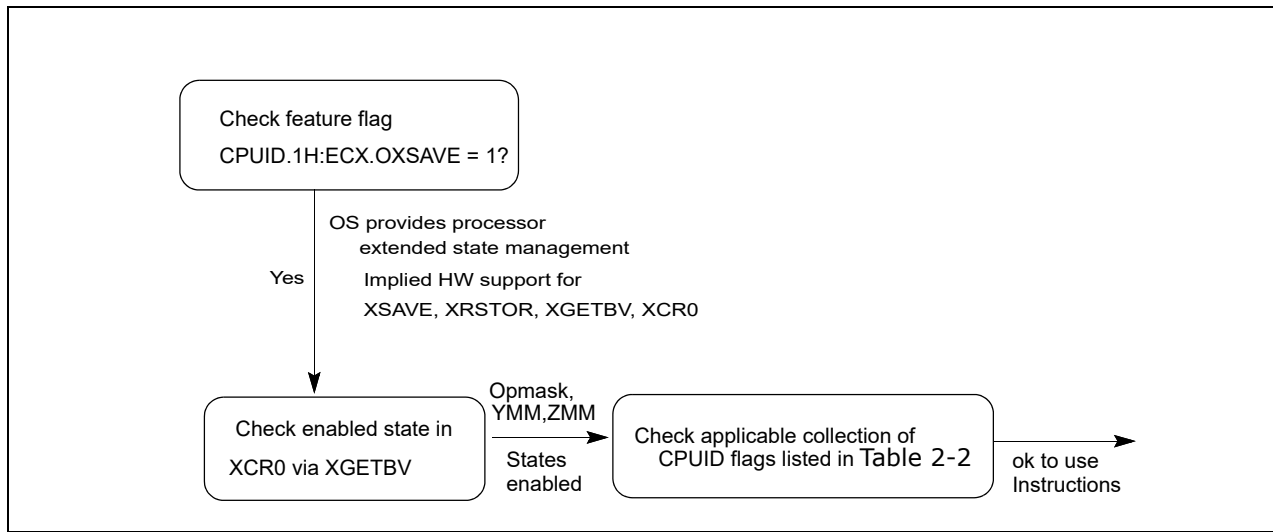 Check feature flag
CPUID.1H:ECX.OXSAVE = 1?
OS provides processor
extended state management
Yes
Implied HW support for
XSAVE, XRSTOR, XGETBV, XCR0
Check enabled state in
XCR0 via XGETBV
Opmask,
YMM,ZMM
States
enabled
Check applicable collection of
CPUID flags listed in Table 2-2
ok to use
Instructions